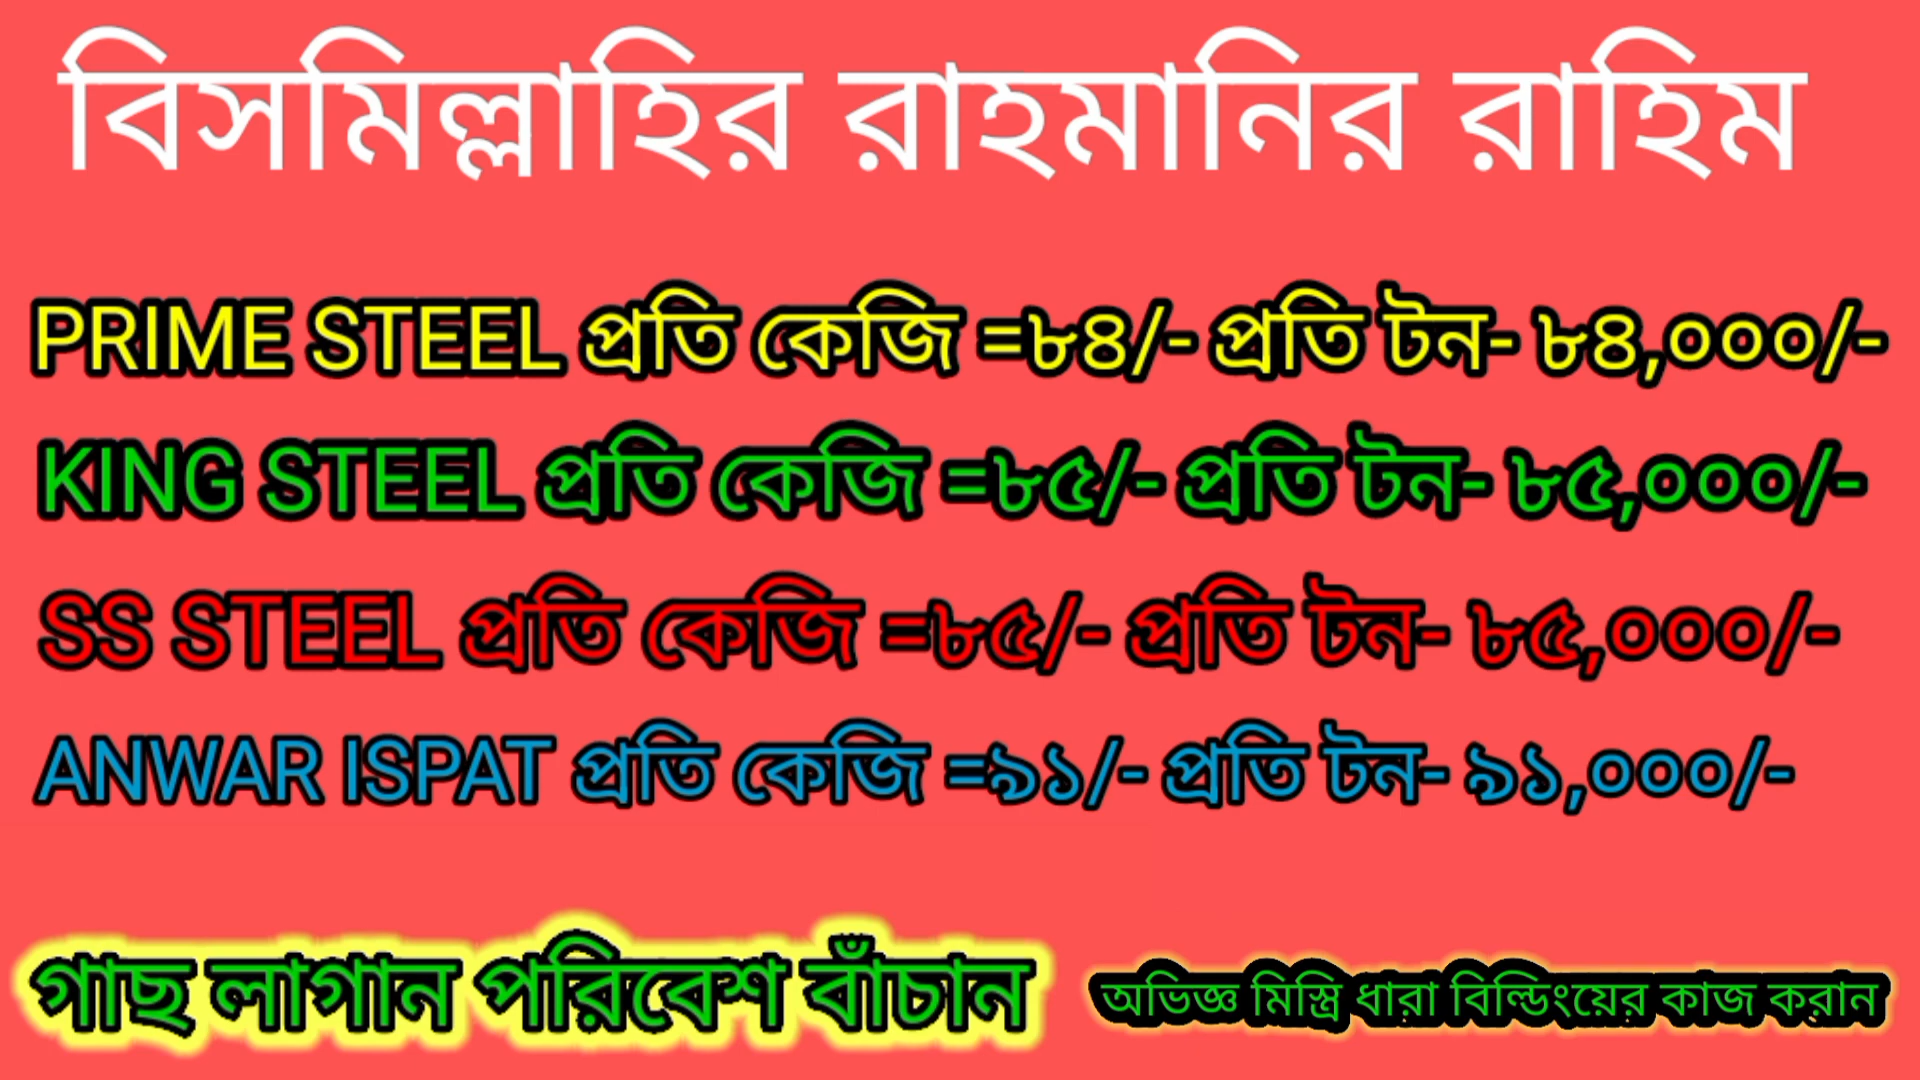 বিসমিল্লাহির রাহমানির রাহিম
PRIME STEEL প্রতি কেজি =৮৪/- প্রতি টন- ৮৪,০০০/-
KING STEEL প্রতি কেজি =৮৫/- প্রতি টন- ৮৫,০০০/-
SS STEEL প্রতি কেজি =৮৫/- প্রতি টন- ৮৫,০০০/-
ANWAR ISPAT প্রতি কেজি =৯১/- প্রতি টন- ৯১,০০০/-
গাছ লাগান পরিবেশ বাঁচান
অভিজ্ঞ মিস্ত্রি ধারা বিল্ডিংয়ের কাজ করান